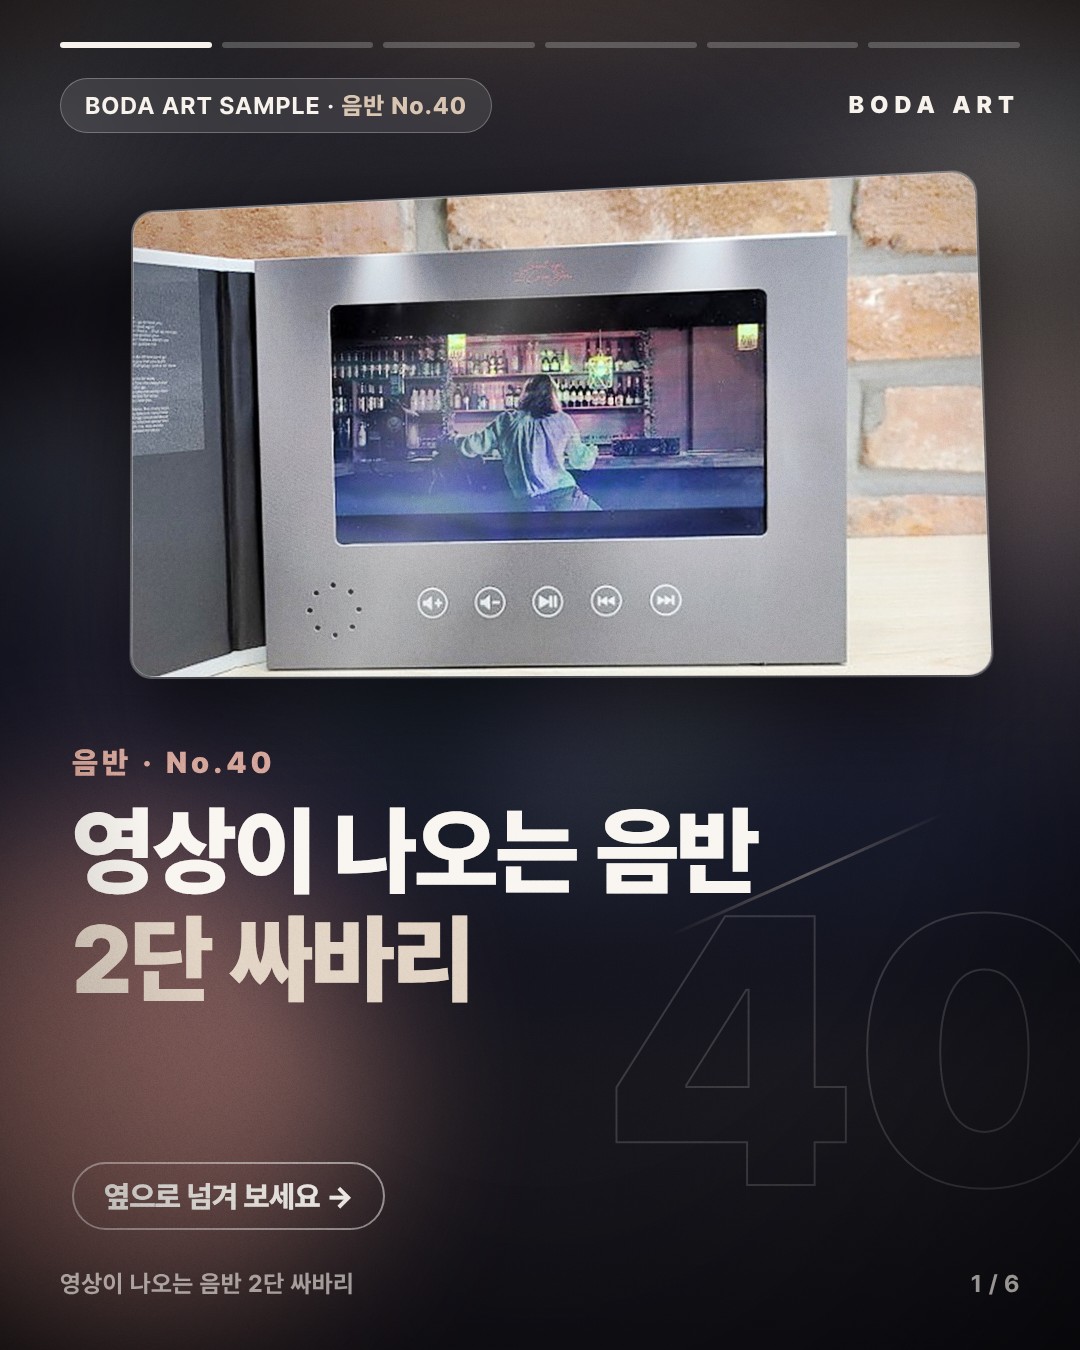 BODA ART SAMPLE · 음반 No.40
BODA ART
음반 · No.40
영상이 나오는 음반
2단 싸바리
40
옆으로 넘겨 보세요 →
영상이 나오는 음반 2단 싸바리
1 / 6